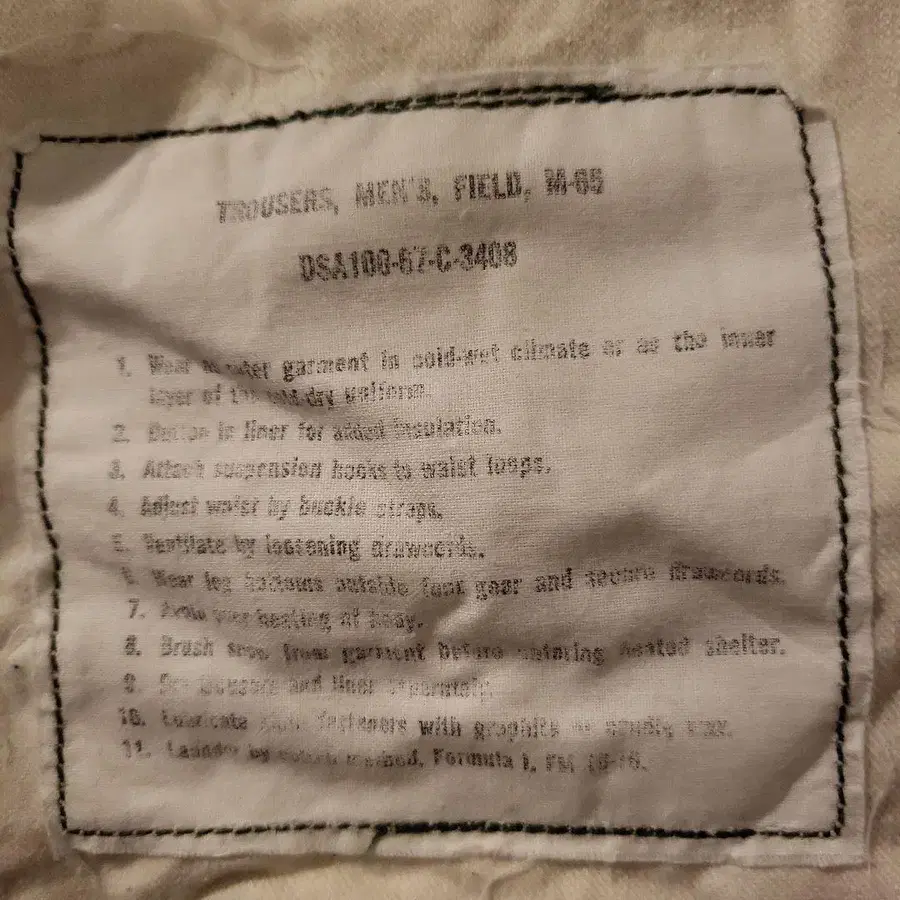 TROUSERS, MEN'S, FIELD, M-65
DSA100-67-C-3408
1. Wear as outer garment in cold-wet climate or as the inner
layer of the cold-dry uniform.
2. Button in liner for added insulation.
3. Attach suspension hooks to waist loops.
4. Adjust waist by buckle straps.
5. Ventilate by loosening drawcords.
6. Wear leg bottoms outside foot gear and secure drawcords.
7. Avoid overheating of body.
8. Brush snow from garment before entering heated shelter.
9. Dry trousers and liner separately.
10. Lubricate slide fasteners with graphite or candle wax.
11. Launder by method, Formula I, FM